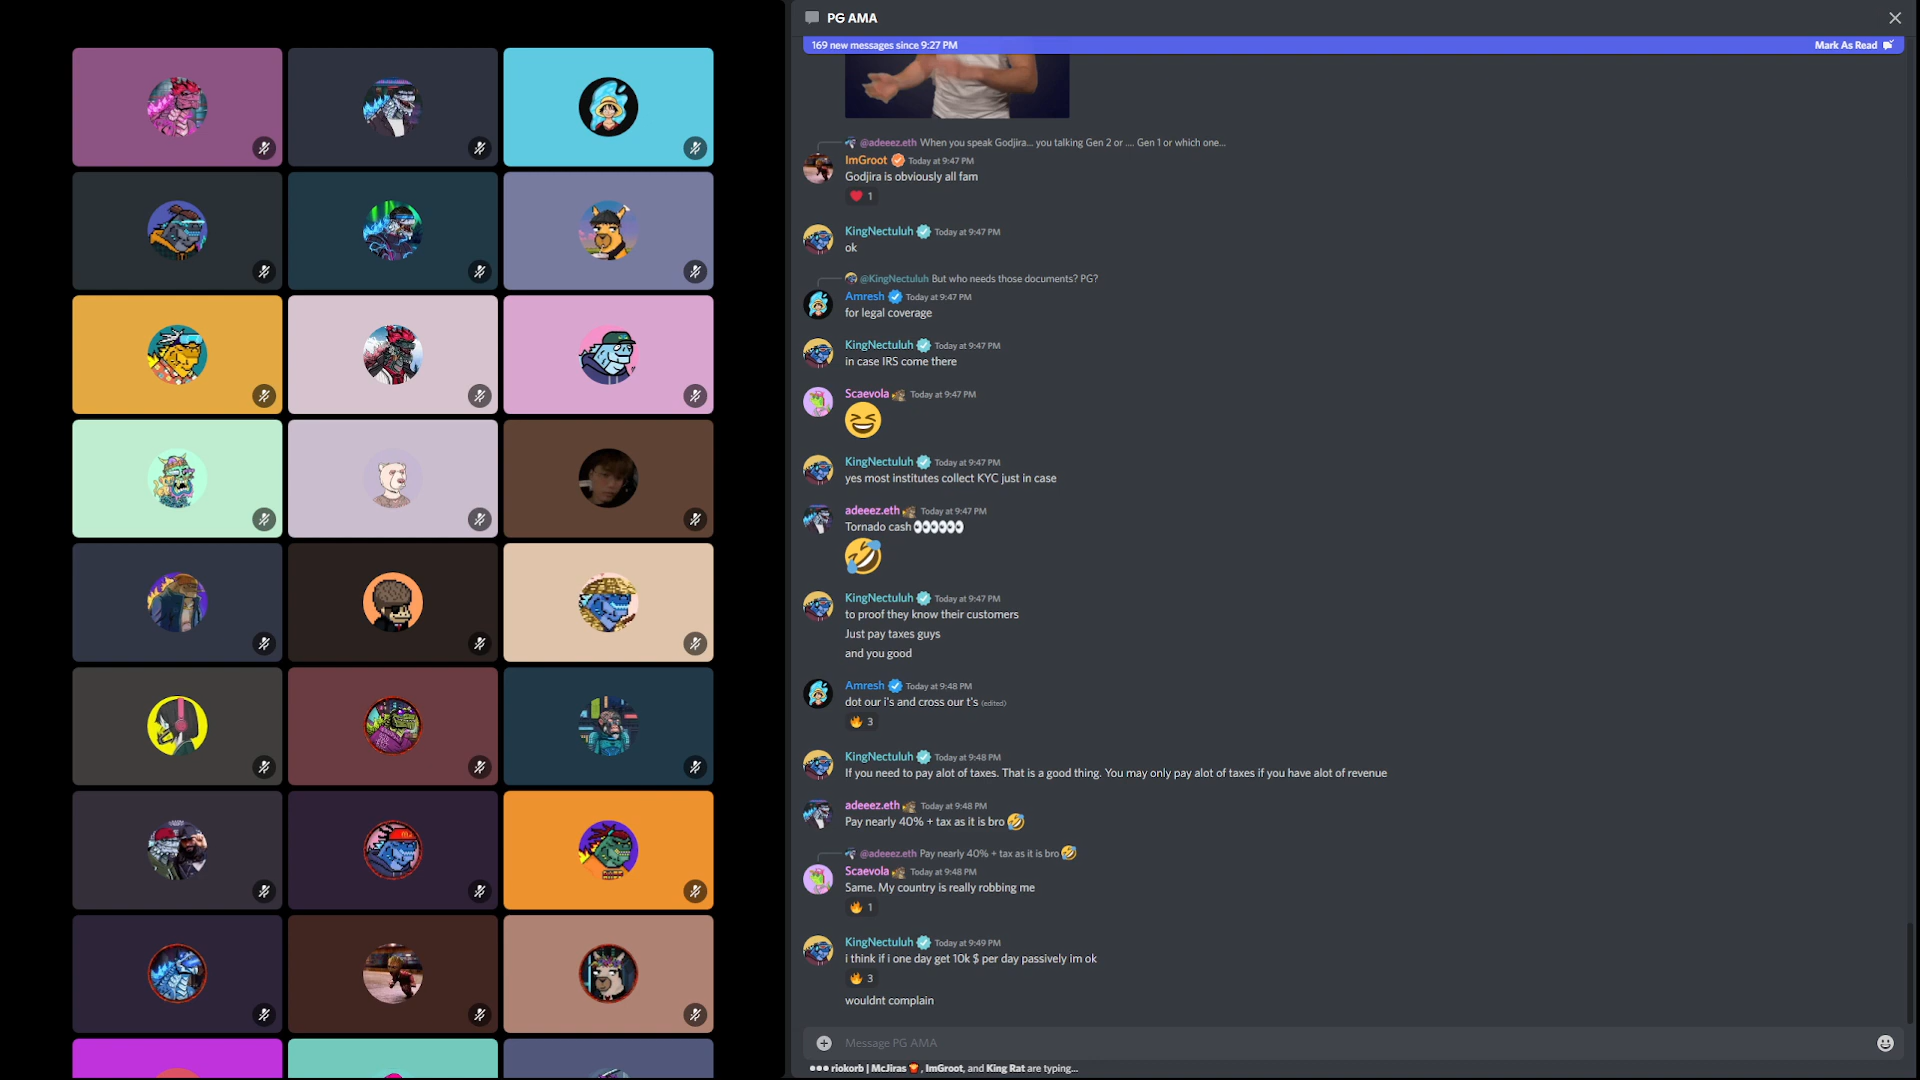 PG AMA
169 new messages since 9:27 PM
Mark As Read
@adeeez.eth When you speak Godjira... you talking Gen 2 or .... Gen 1 or which one...
ImGroot Today at 9:47 PM
Godjira is obviously all fam
1
KingNectuluh Today at 9:47 PM
ok
@KingNectuluh But who needs those documents? PG?
Amresh Today at 9:47 PM
for legal coverage
KingNectuluh Today at 9:47 PM
in case IRS come there
Scaevola Today at 9:47 PM
KingNectuluh Today at 9:47 PM
yes most institutes collect KYC just in case
adeeez.eth Today at 9:47 PM
Tornado cash 👀👀👀
🤣
KingNectuluh Today at 9:47 PM
to proof they know their customers
Just pay taxes guys
and you good
Amresh Today at 9:48 PM
dot our i's and cross our t's (edited)
3
KingNectuluh Today at 9:48 PM
If you need to pay alot of taxes. That is a good thing. You may only pay alot of taxes if you have alot of revenue
adeeez.eth Today at 9:48 PM
Pay nearly 40% + tax as it is bro 🤣
@adeeez.eth Pay nearly 40% + tax as it is bro 🤣
Scaevola Today at 9:48 PM
Same. My country is really robbing me
1
KingNectuluh Today at 9:49 PM
i think if i one day get 10k $ per day passively im ok
3
wouldnt complain
Message PG AMA
riokorb | McJiras , ImGroot, and King Rat are typing...